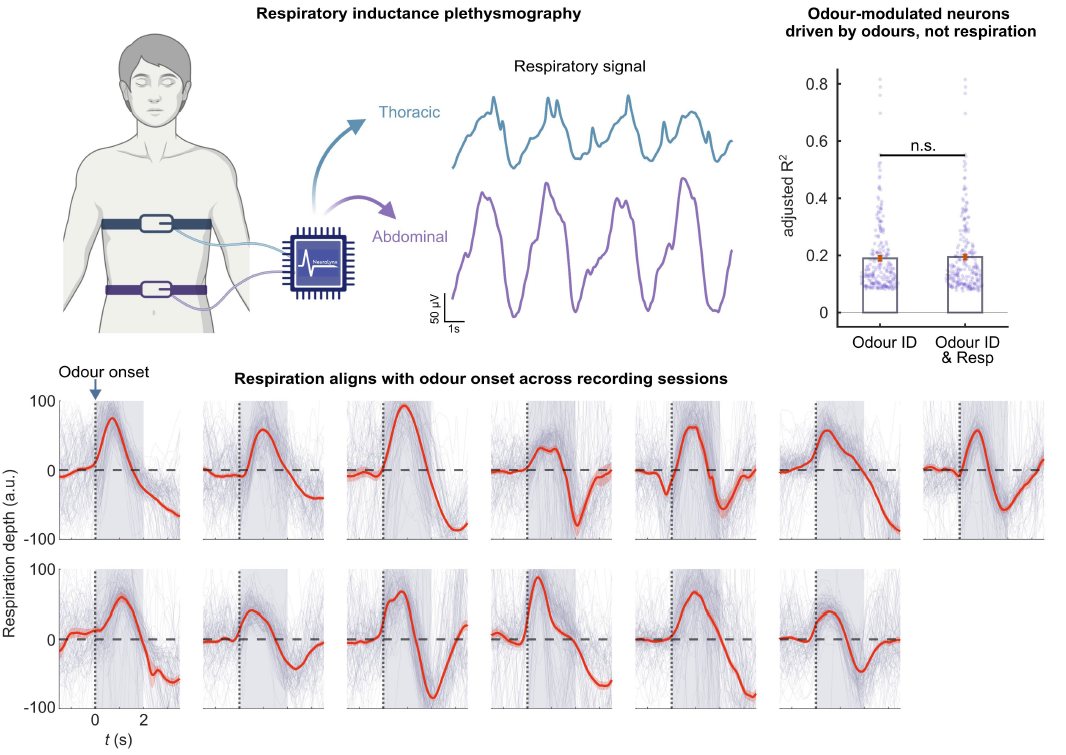 Respiratory inductance plethysmography
Respiratory signal
Thoracic
Abdominal
Neuralynx
50 µV
1s
Odour-modulated neurons
driven by odours, not respiration
adjusted R²
0.8
0.6
0.4
0.2
0
n.s.
Odour ID
Odour ID
& Resp
Odour onset
Respiration aligns with odour onset across recording sessions
Respiration depth (a.u.)
100
0
-100
100
0
-100
0 2
t (s)